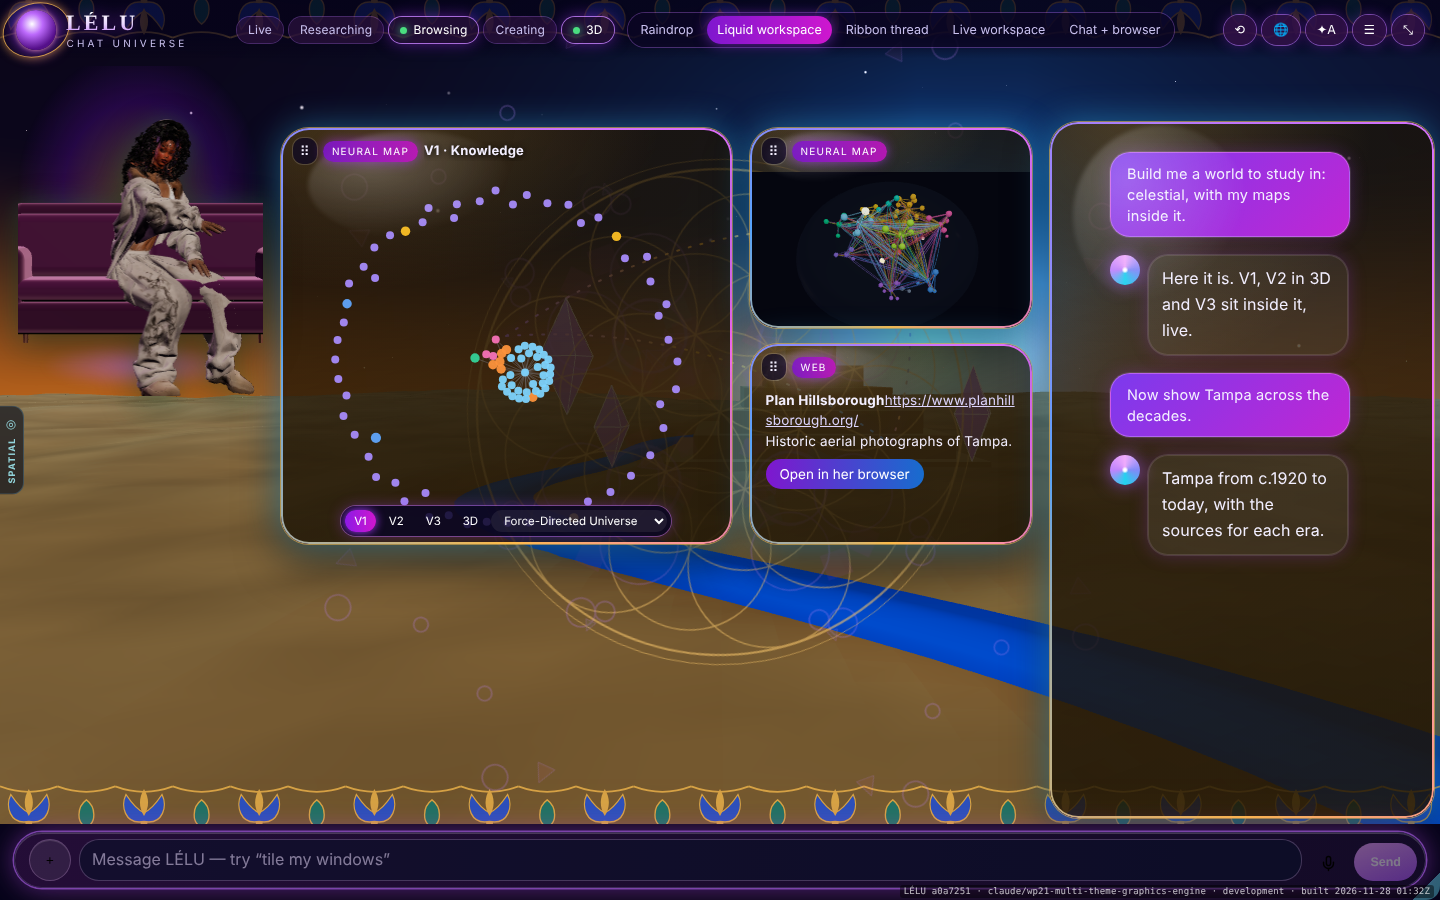 LÉLU
CHAT UNIVERSE
Live
Researching
Browsing
Creating
3D
Raindrop
Liquid workspace
Ribbon thread
Live workspace
Chat + browser
A
NEURAL MAP
V1 · Knowledge
NEURAL MAP
Build me a world to study in:
celestial, with my maps
inside it.
Here it is. V1, V2 in 3D
and V3 sit inside it,
live.
WEB
Plan Hillsboroughhttps://www.planhill
sborough.org/
Historic aerial photographs of Tampa.
Open in her browser
Now show Tampa across the
decades.
Tampa from c.1920 to
today, with the
sources for each era.
SPATIAL
V1
V2
V3
3D
Force-Directed Universe
Message LÉLU — try “tile my windows”
Send
LÉLU a0a7251 · claude/wp21-multi-theme-graphics-engine · development · built 2026-11-28 01:32Z